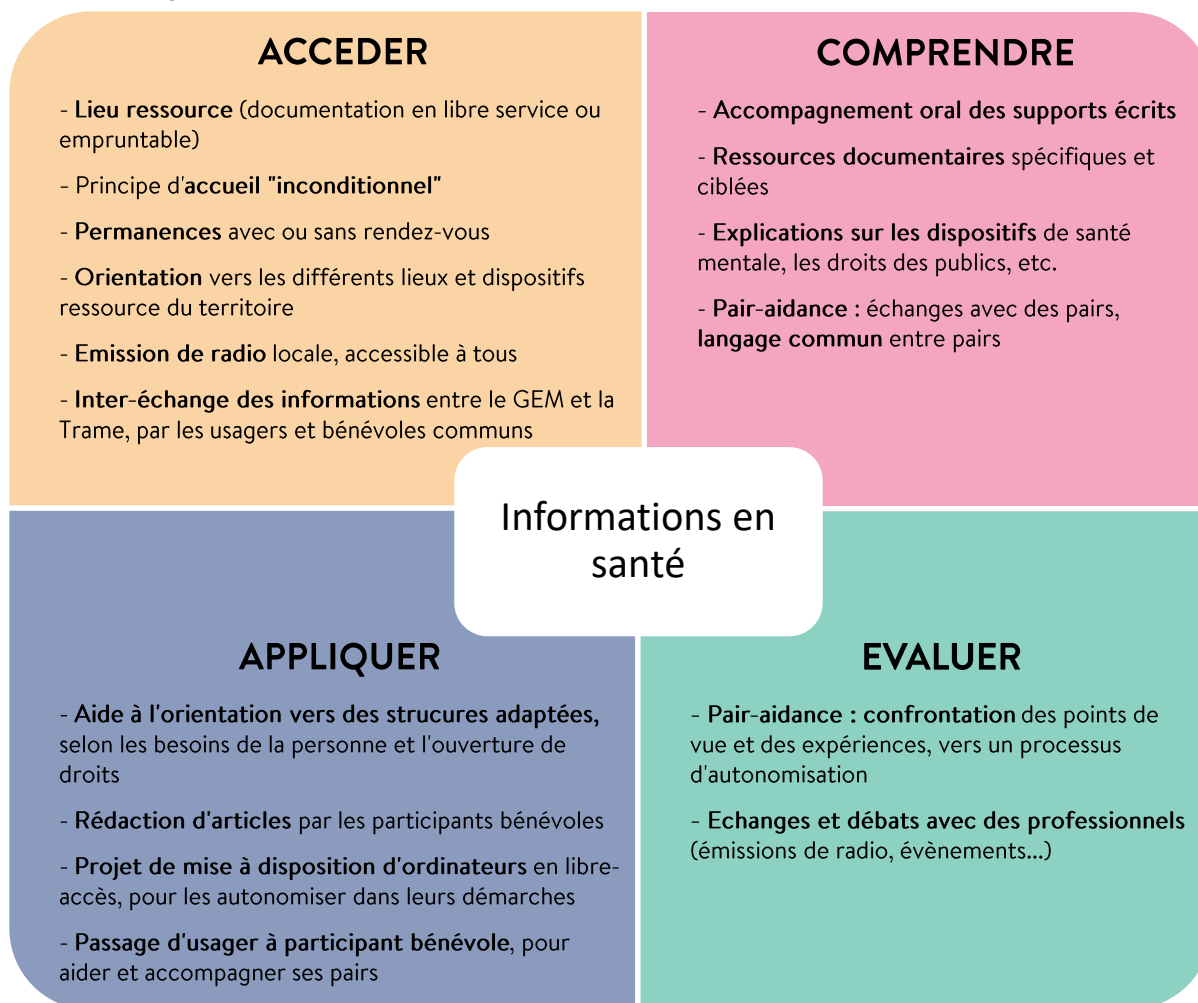 ACCEDER
- Lieu ressource (documentation en libre service ou
empruntable)
- Principe d'accueil "inconditionnel"
- Permanences avec ou sans rendez-vous
- Orientation vers les différents lieux et dispositifs
ressource du territoire
- Emission de radio locale, accessible à tous
- Inter-échange des informations entre le GEM et la
Trame, par les usagers et bénévoles communs
COMPRENDRE
- Accompagnement oral des supports écrits
- Ressources documentaires spécifiques et
ciblées
- Explications sur les dispositifs de santé
mentale, les droits des publics, etc.
- Pair-aidance : échanges avec des pairs,
langage commun entre pairs
Informations en
santé
APPLIQUER
- Aide à l'orientation vers des strucures adaptées,
selon les besoins de la personne et l'ouverture de
droits
- Rédaction d'articles par les participants bénévoles
- Projet de mise à disposition d'ordinateurs en libre-
accès, pour les autonomiser dans leurs démarches
- Passage d'usager à participant bénévole, pour
aider et accompagner ses pairs
EVALUER
- Pair-aidance : confrontation des points de
vue et des expériences, vers un processus
d'autonomisation
- Echanges et débats avec des professionnels
(émissions de radio, évènements...)